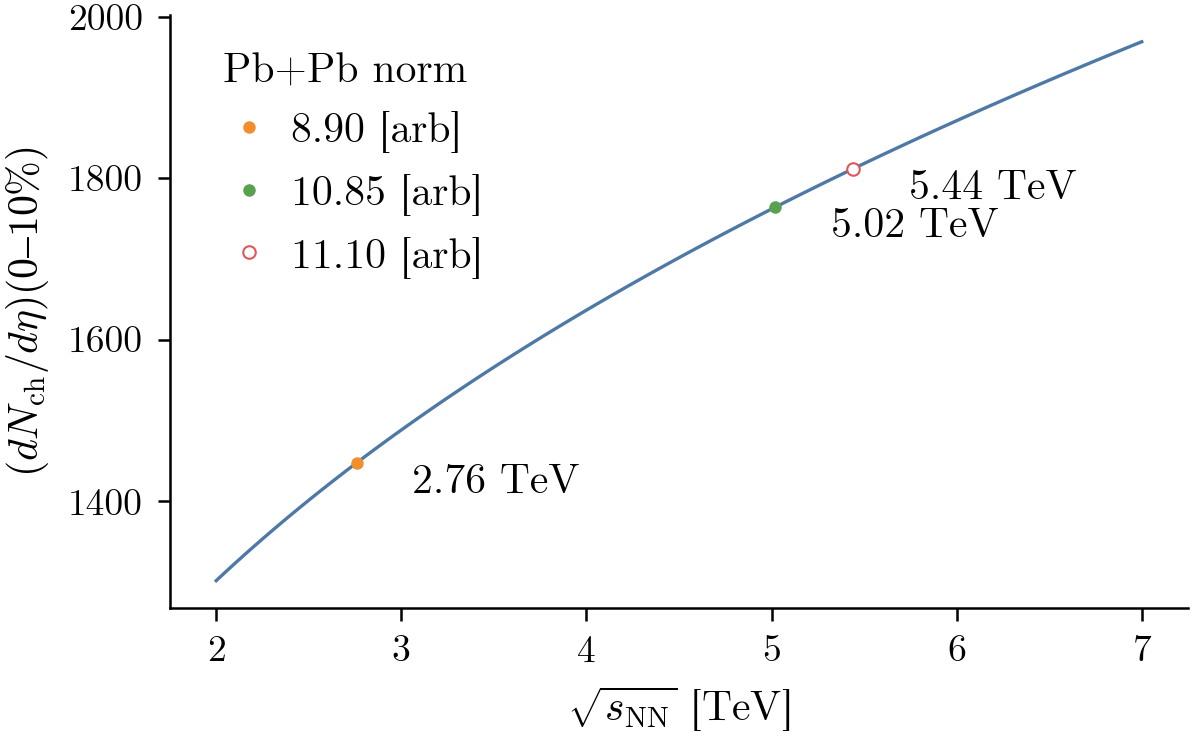 2000
1800
1600
1400
(dN_ch/dη)(0–10%)
Pb+Pb norm
8.90 [arb]
10.85 [arb]
11.10 [arb]
5.44 TeV
5.02 TeV
2.76 TeV
2 3 4 5 6 7
√s_NN [TeV]